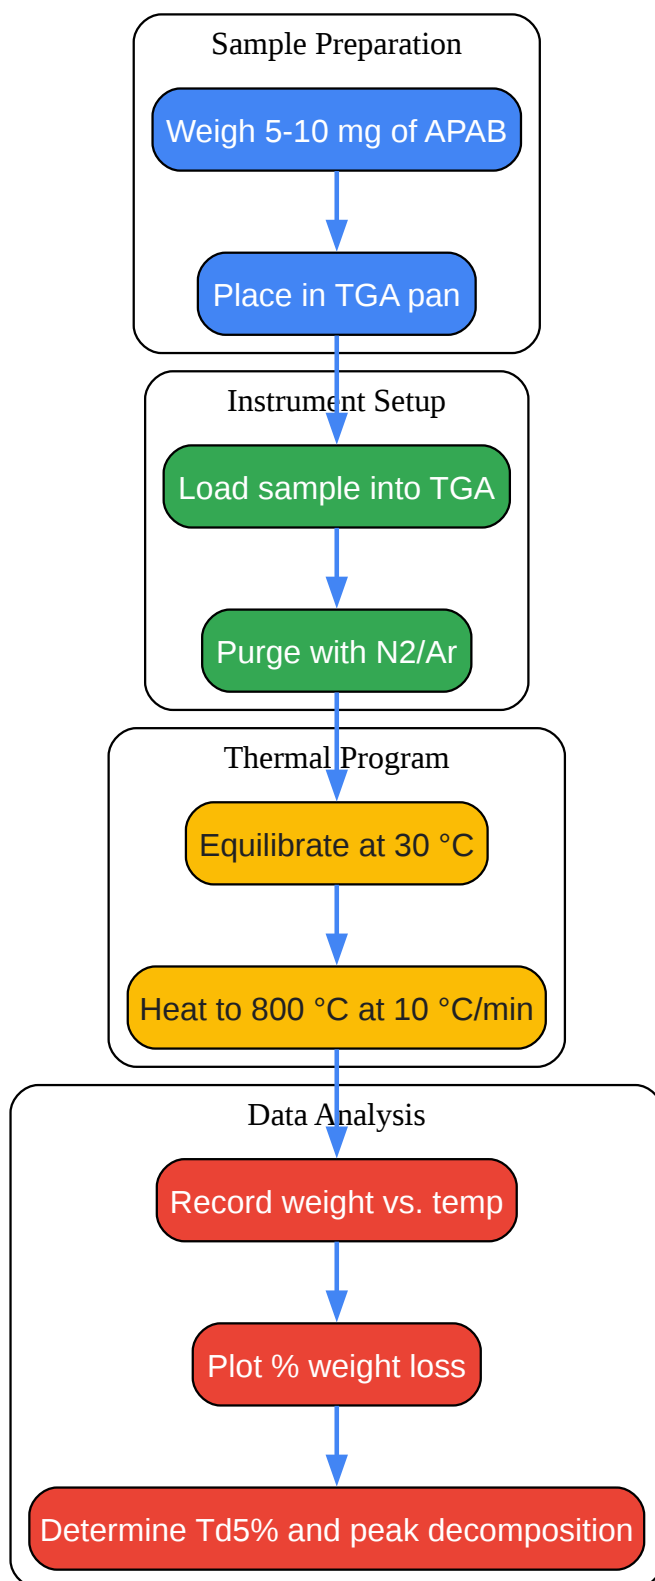 Sample Preparation
Weigh 5-10 mg of APAB
Place in TGA pan
Instrument Setup
Load sample into TGA
Purge with N2/Ar
Thermal Program
Equilibrate at 30 °C
Heat to 800 °C at 10 °C/min
Data Analysis
Record weight vs. temp
Plot % weight loss
Determine Td5% and peak decomposition